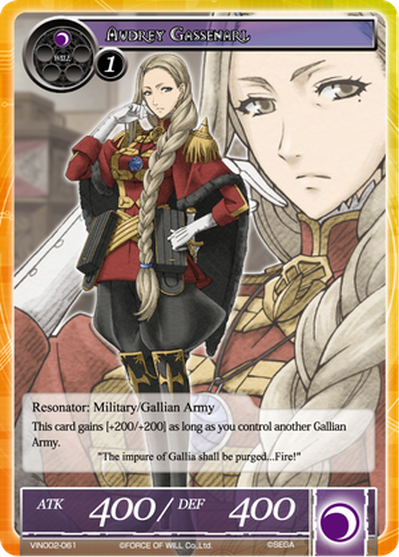 Audrey Gassenarl
WILL
1
Resonator: Military/Gallian Army
This card gains [+200/+200] as long as you control another Gallian
Army.
"The impure of Gallia shall be purged...Fire!"
ATK 400 / DEF 400
VIN002-061 ©FORCE OF WILL Co.,Ltd. ©SEGA